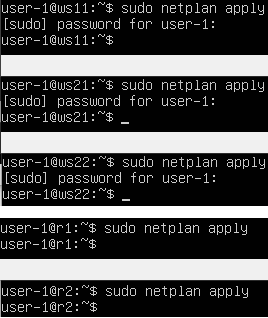 user-1@ws11:~$ sudo netplan apply
[sudo] password for user-1:
user-1@ws11:~$
user-1@ws21:~$ sudo netplan apply
[sudo] password for user-1:
user-1@ws21:~$ _
user-1@ws22:~$ sudo netplan apply
[sudo] password for user-1:
user-1@ws22:~$ _
user-1@r1:~$ sudo netplan apply
user-1@r1:~$
user-1@r2:~$ sudo netplan apply
user-1@r2:~$